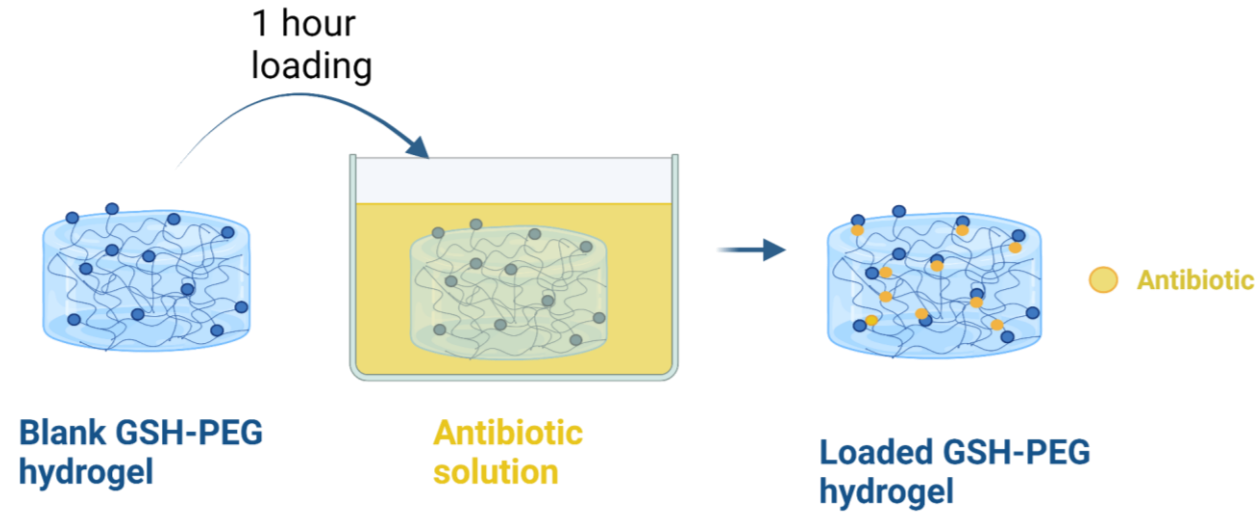 1 hour
loading
Antibiotic
Blank GSH-PEG
hydrogel
Antibiotic
solution
Loaded GSH-PEG
hydrogel